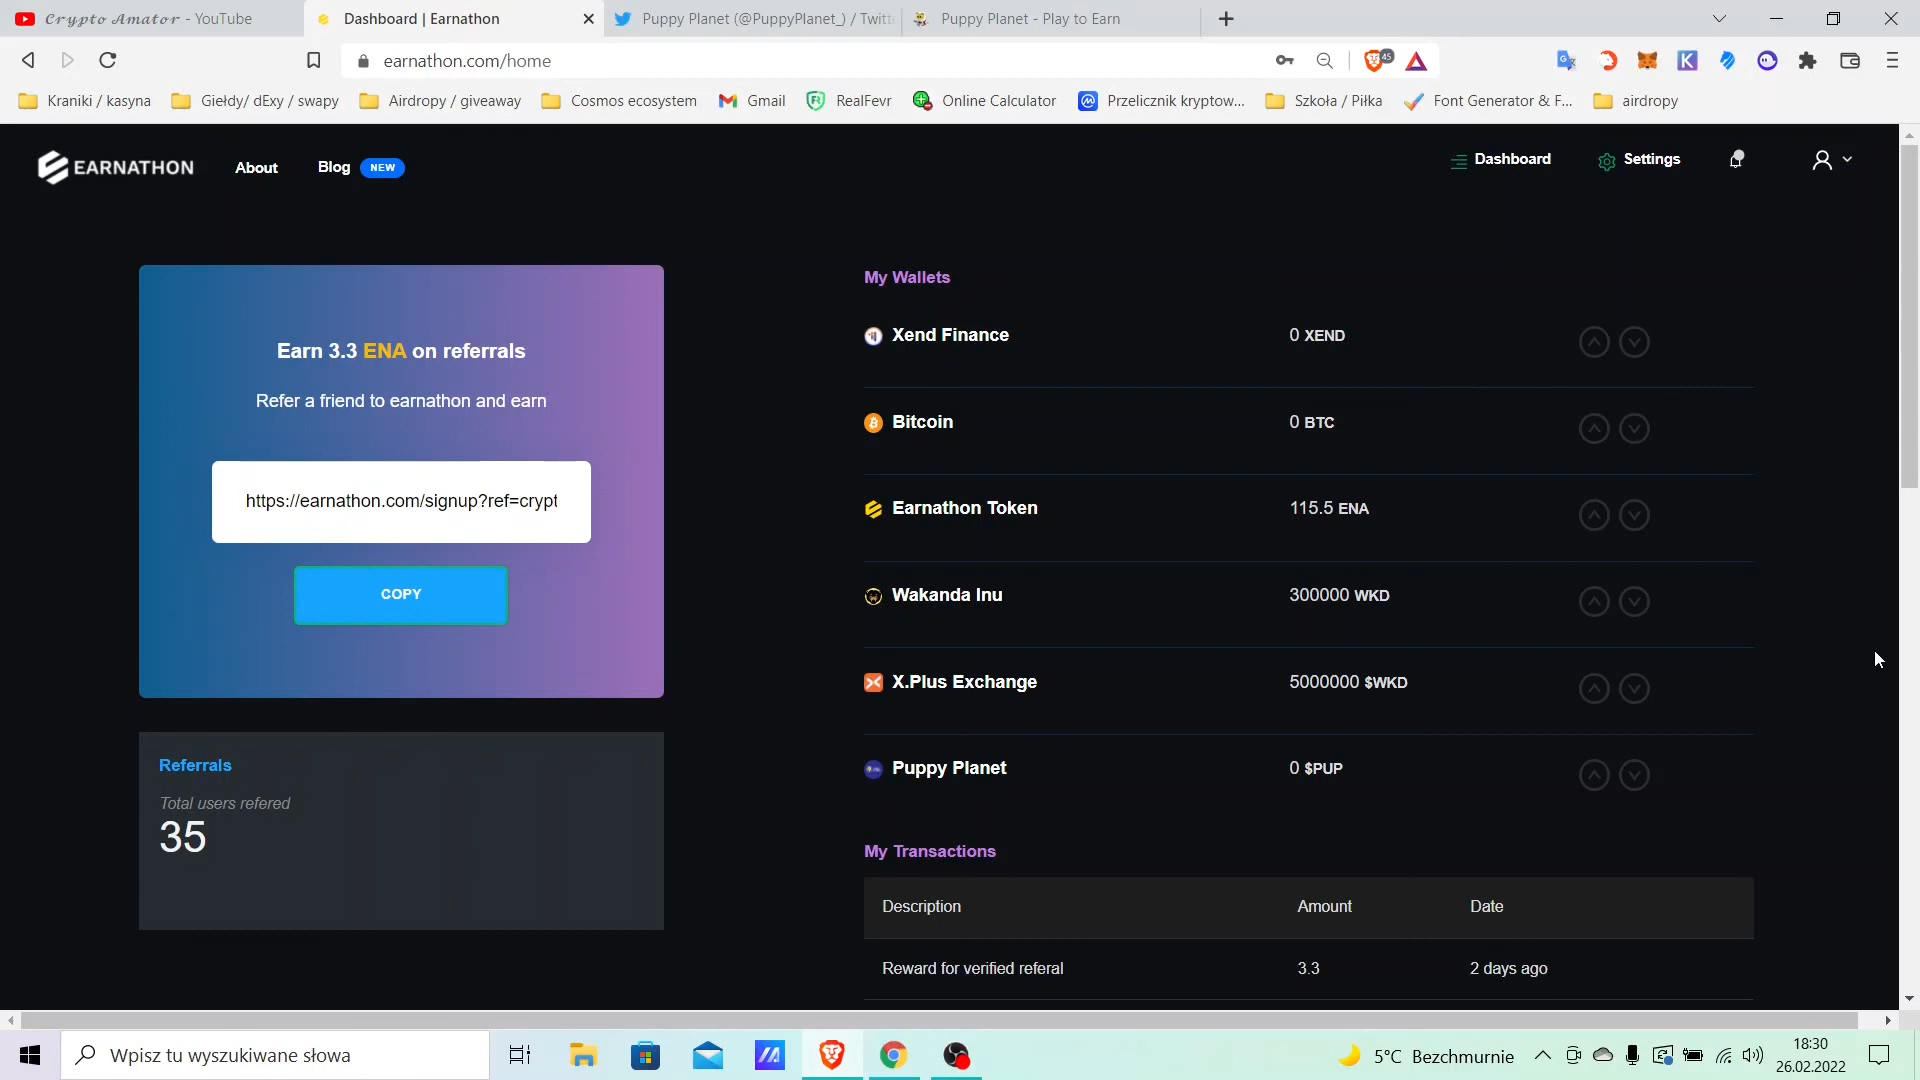 𝓒𝓻𝔂𝓹𝓽𝓸 𝓐𝓶𝓪𝓽𝓸𝓻 - YouTube
Dashboard | Earnathon
Puppy Planet (@PuppyPlanet_) / Twitt
Puppy Planet - Play to Earn
earnathon.com/home
45
Kraniki / kasyna
Giełdy/ dExy / swapy
Airdropy / giveaway
Cosmos ecosystem
Gmail
RealFevr
Online Calculator
Przelicznik kryptow...
Szkoła / Piłka
Font Generator & F...
airdropy
EARNATHON
About
Blog
NEW
Dashboard
Settings
Earn 3.3 ENA on referrals
Refer a friend to earnathon and earn
https://earnathon.com/signup?ref=crypt
COPY
Referrals
Total users refered
35
My Wallets
Xend Finance
0 XEND
Bitcoin
0 BTC
Earnathon Token
115.5 ENA
Wakanda Inu
300000 WKD
X.Plus Exchange
5000000 $WKD
Puppy Planet
0 $PUP
My Transactions
Description
Amount
Date
Reward for verified referal
3.3
2 days ago
Wpisz tu wyszukiwane słowa
5°C Bezchmurnie
18:30
26.02.2022